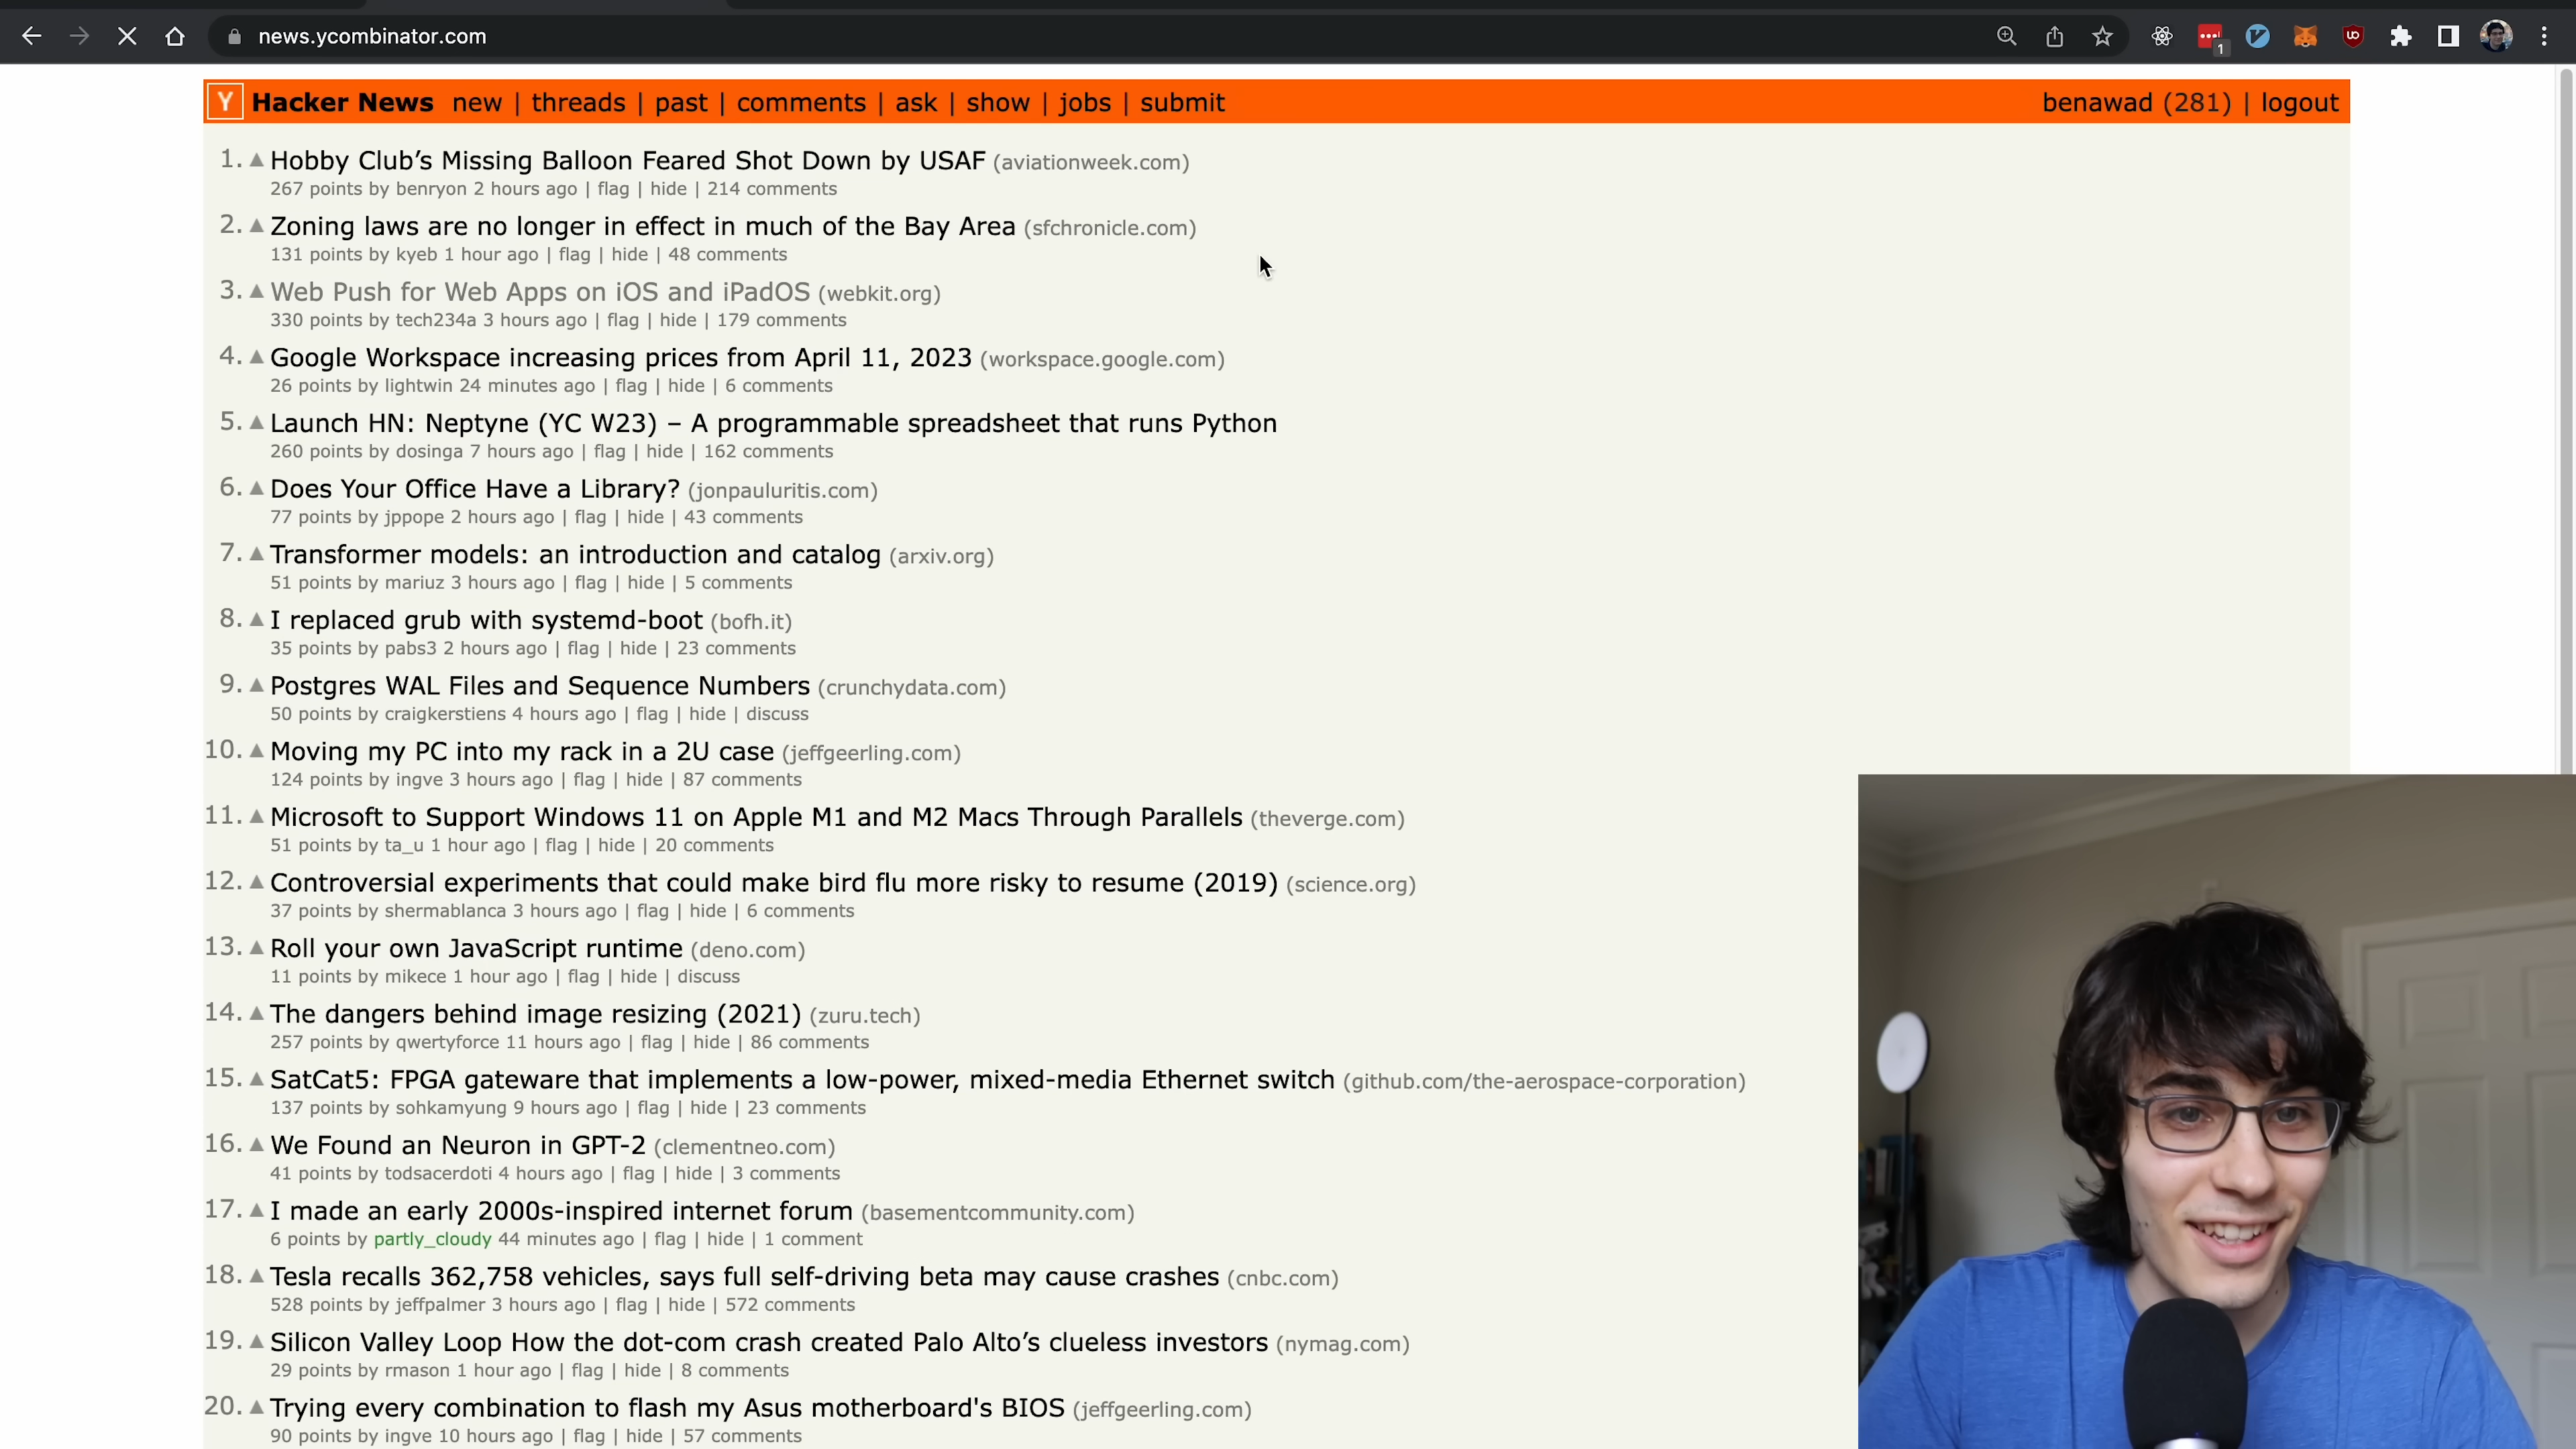 news.ycombinator.com
1
Y Hacker News new | threads | past | comments | ask | show | jobs | submit benawad (281) | logout
1. ▲ Hobby Club’s Missing Balloon Feared Shot Down by USAF (aviationweek.com)
267 points by benryon 2 hours ago | flag | hide | 214 comments
2. ▲ Zoning laws are no longer in effect in much of the Bay Area (sfchronicle.com)
131 points by kyeb 1 hour ago | flag | hide | 48 comments
3. ▲ Web Push for Web Apps on iOS and iPadOS (webkit.org)
330 points by tech234a 3 hours ago | flag | hide | 179 comments
4. ▲ Google Workspace increasing prices from April 11, 2023 (workspace.google.com)
26 points by lightwin 24 minutes ago | flag | hide | 6 comments
5. ▲ Launch HN: Neptyne (YC W23) – A programmable spreadsheet that runs Python
260 points by dosinga 7 hours ago | flag | hide | 162 comments
6. ▲ Does Your Office Have a Library? (jonpauluritis.com)
77 points by jppope 2 hours ago | flag | hide | 43 comments
7. ▲ Transformer models: an introduction and catalog (arxiv.org)
51 points by mariuz 3 hours ago | flag | hide | 5 comments
8. ▲ I replaced grub with systemd-boot (bofh.it)
35 points by pabs3 2 hours ago | flag | hide | 23 comments
9. ▲ Postgres WAL Files and Sequence Numbers (crunchydata.com)
50 points by craigkerstiens 4 hours ago | flag | hide | discuss
10. ▲ Moving my PC into my rack in a 2U case (jeffgeerling.com)
124 points by ingve 3 hours ago | flag | hide | 87 comments
11. ▲ Microsoft to Support Windows 11 on Apple M1 and M2 Macs Through Parallels (theverge.com)
51 points by ta_u 1 hour ago | flag | hide | 20 comments
12. ▲ Controversial experiments that could make bird flu more risky to resume (2019) (science.org)
37 points by shermablanca 3 hours ago | flag | hide | 6 comments
13. ▲ Roll your own JavaScript runtime (deno.com)
11 points by mikece 1 hour ago | flag | hide | discuss
14. ▲ The dangers behind image resizing (2021) (zuru.tech)
257 points by qwertyforce 11 hours ago | flag | hide | 86 comments
15. ▲ SatCat5: FPGA gateware that implements a low-power, mixed-media Ethernet switch (github.com/the-aerospace-corporation)
137 points by sohkamyung 9 hours ago | flag | hide | 23 comments
16. ▲ We Found an Neuron in GPT-2 (clementneo.com)
41 points by todsacerdoti 4 hours ago | flag | hide | 3 comments
17. ▲ I made an early 2000s-inspired internet forum (basementcommunity.com)
6 points by partly_cloudy 44 minutes ago | flag | hide | 1 comment
18. ▲ Tesla recalls 362,758 vehicles, says full self-driving beta may cause crashes (cnbc.com)
528 points by jeffpalmer 3 hours ago | flag | hide | 572 comments
19. ▲ Silicon Valley Loop How the dot-com crash created Palo Alto’s clueless investors (nymag.com)
29 points by rmason 1 hour ago | flag | hide | 8 comments
20. ▲ Trying every combination to flash my Asus motherboard's BIOS (jeffgeerling.com)
90 points by ingve 10 hours ago | flag | hide | 57 comments